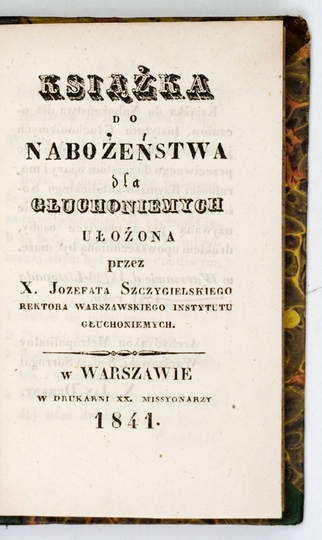 KSIĄŻKA
DO
NABOŻEŃSTWA
dla
GŁUCHONIEMYCH
UŁOŻONA
przez
X. JOZEFATA SZCZYGIELSKIEGO
REKTORA WARSZAWSKIEGO INSTYTUTU
GŁUCHONIEMYCH.
w WARSZAWIE
W DRUKARNI XX. MISSYONARZY
1841.